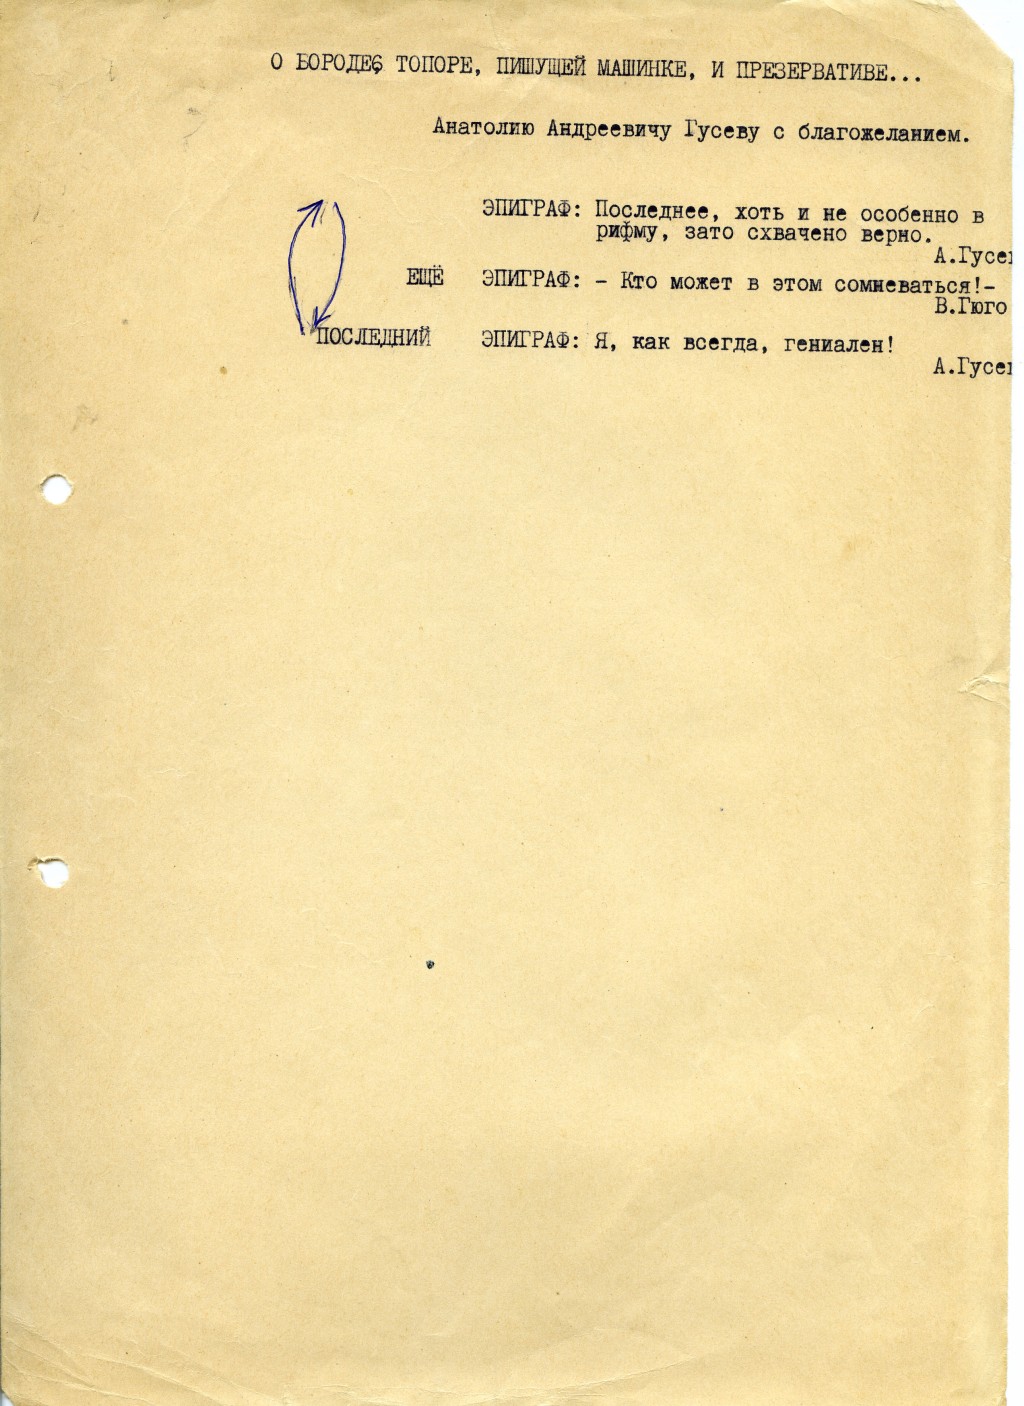 О БОРОДЕ6 ТОПОРЕ, ПИШУЩЕЙ МАШИНКЕ, И ПРЕЗЕРВАТИВЕ...
Анатолию Андреевичу Гусеву с благожеланием.
ЭПИГРАФ: Последнее, хоть и не особенно в
рифму, зато схвачено верно.
А.Гусе
ЕЩЁ ЭПИГРАФ: - Кто может в этом сомневаться!-
В.Гюго
ПОСЛЕДНИЙ ЭПИГРАФ: Я, как всегда, гениален!
А.Гусе